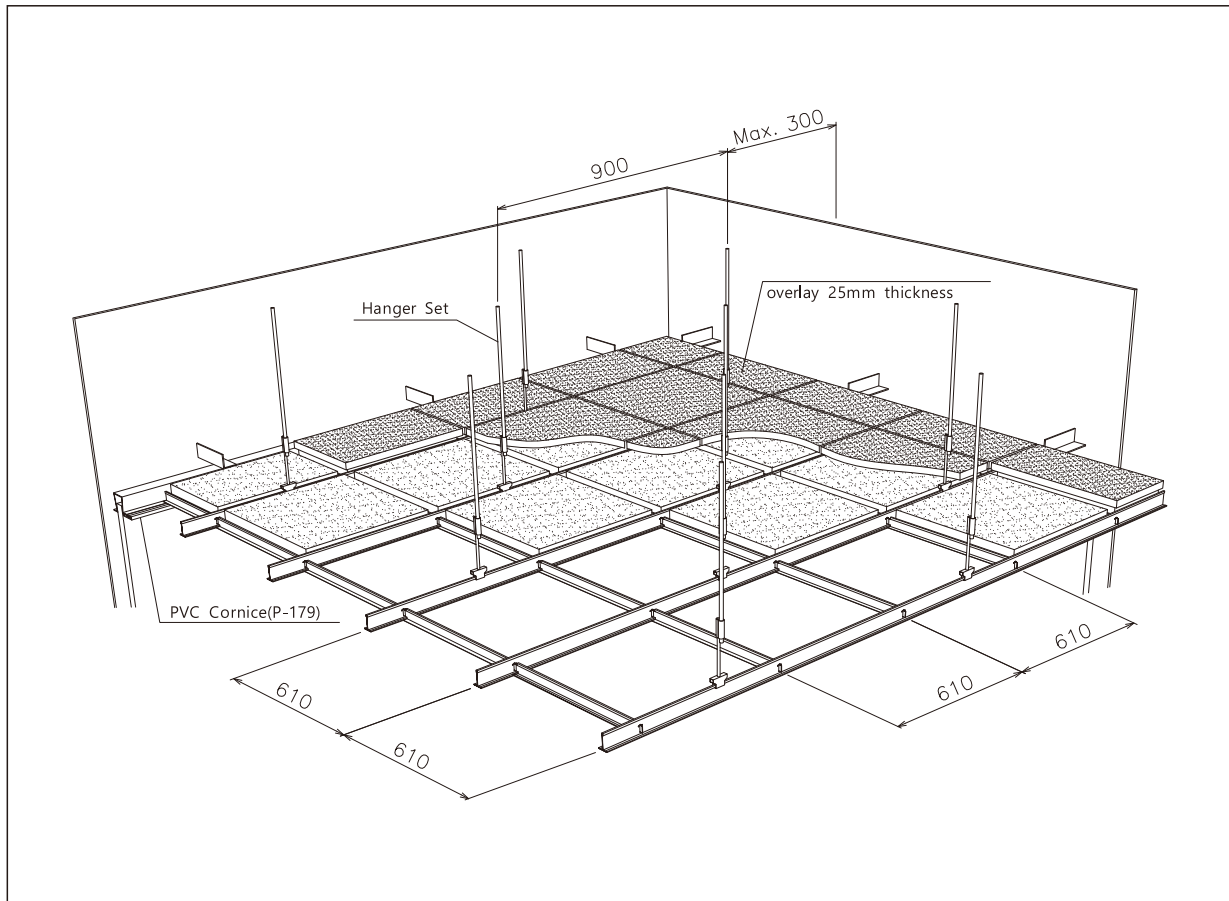 Max. 300
900
overlay 25mm thickness
Hanger Set
PVC Cornice(P-179)
610
610
610
610